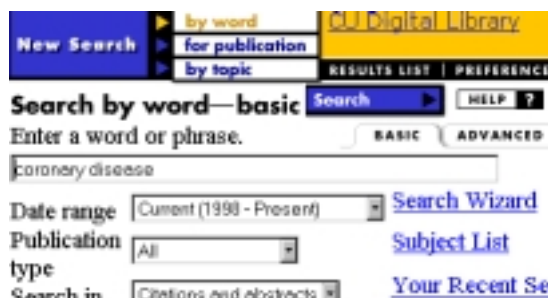 by word
CU Digital Library
New Search
for publication
by topic
RESULTS LIST | PREFERENCE
Search by word—basic
Search
HELP ?
Enter a word or phrase.
BASIC
ADVANCED
coronary disease
Date range
Current (1998 - Present)
Search Wizard
Publication
type
All
Subject List
Search in
Citations and abstracts
Your Recent Se